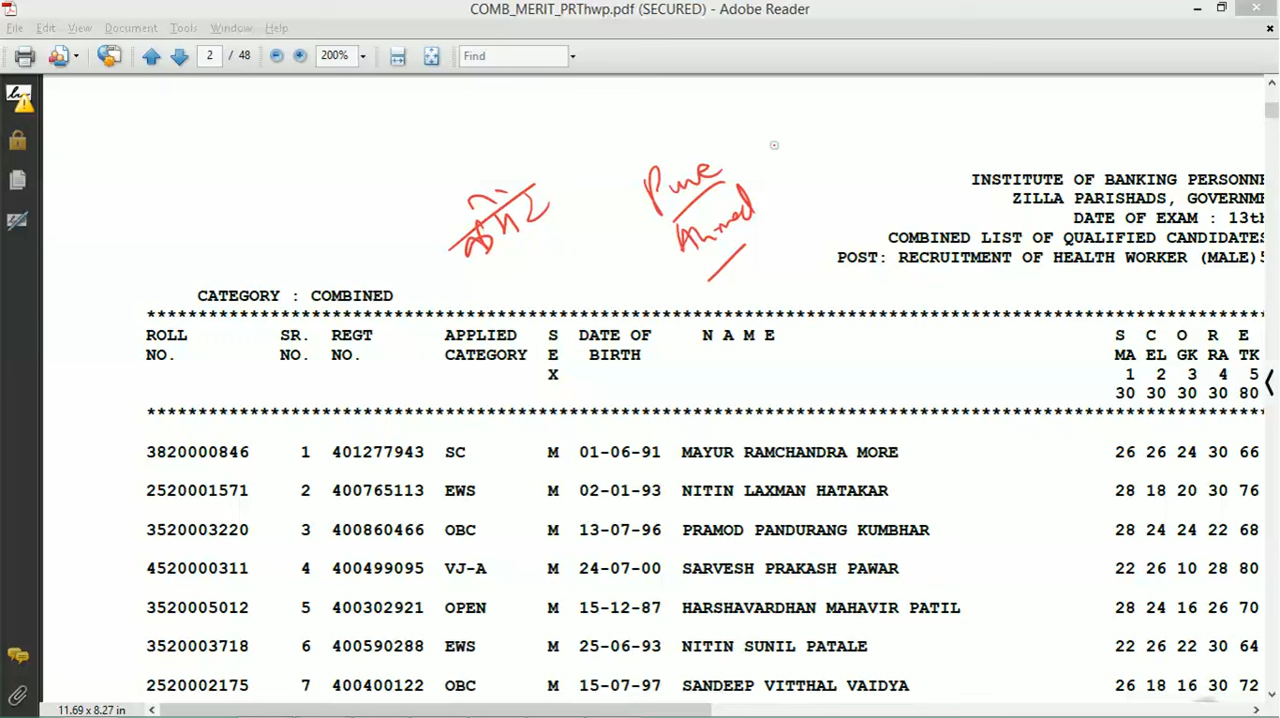 COMB_MERIT_PRThwp.pdf (SECURED) - Adobe Reader
File Edit View Document Tools Window Help
2 / 48 200% Find
Pune
Ahmed
INSTITUTE OF BANKING PERSONNE
ZILLA PARISHADS, GOVERNME
DATE OF EXAM : 13th
COMBINED LIST OF QUALIFIED CANDIDATES
POST: RECRUITMENT OF HEALTH WORKER (MALE)5
CATEGORY : COMBINED
ROLL SR. REGT APPLIED S DATE OF N A M E S C O R E
NO. NO. NO. CATEGORY E BIRTH MA EL GK RA TK
X 1 2 3 4 5
30 30 30 30 80
3820000846 1 401277943 SC M 01-06-91 MAYUR RAMCHANDRA MORE 26 26 24 30 66
2520001571 2 400765113 EWS M 02-01-93 NITIN LAXMAN HATAKAR 28 18 20 30 76
3520003220 3 400860466 OBC M 13-07-96 PRAMOD PANDURANG KUMBHAR 28 24 24 22 68
4520000311 4 400499095 VJ-A M 24-07-00 SARVESH PRAKASH PAWAR 22 26 10 28 80
3520005012 5 400302921 OPEN M 15-12-87 HARSHAVARDHAN MAHAVIR PATIL 28 24 16 26 70
3520003718 6 400590288 EWS M 25-06-93 NITIN SUNIL PATALE 22 26 22 30 64
2520002175 7 400400122 OBC M 15-07-97 SANDEEP VITTHAL VAIDYA 26 18 16 30 72
11.69 x 8.27 in